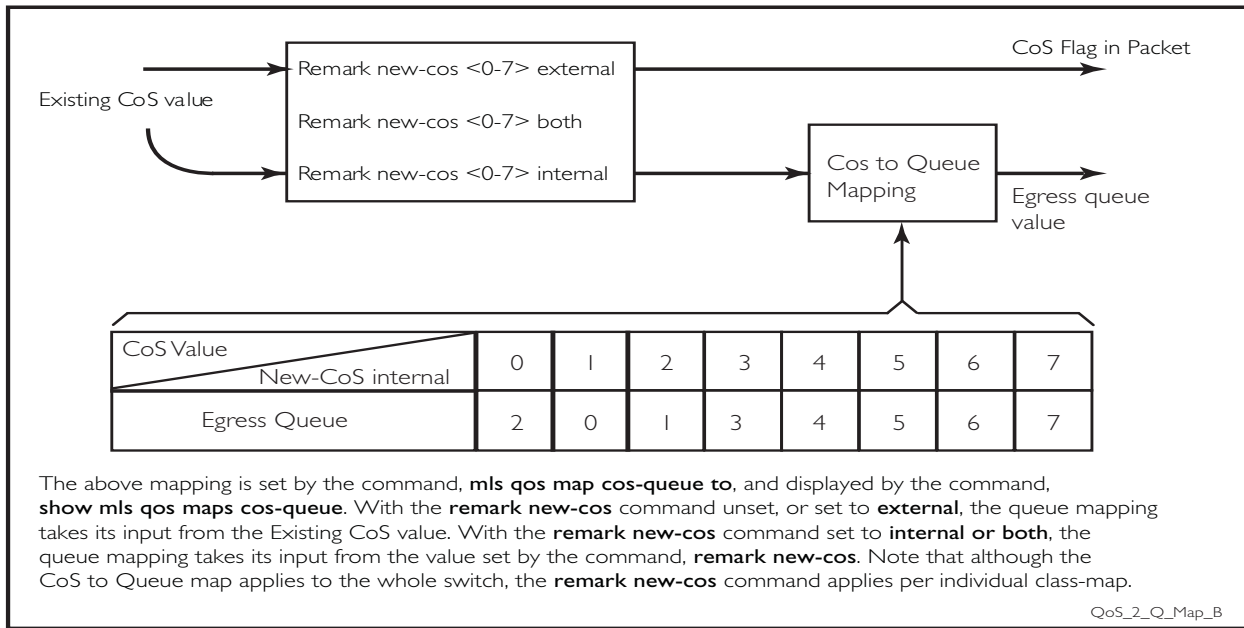 CoS Flag in Packet
Remark new-cos <0-7> external
Existing CoS value
Remark new-cos <0-7> both
Remark new-cos <0-7> internal
Cos to Queue
Mapping
Egress queue
value
CoS Value
New-CoS internal
0 1 2 3 4 5 6 7
Egress Queue 2 0 1 3 4 5 6 7
The above mapping is set by the command, mls qos map cos-queue to, and displayed by the command,
show mls qos maps cos-queue. With the remark new-cos command unset, or set to external, the queue mapping
takes its input from the Existing CoS value. With the remark new-cos command set to internal or both, the
queue mapping takes its input from the value set by the command, remark new-cos. Note that although the
CoS to Queue map applies to the whole switch, the remark new-cos command applies per individual class-map.
QoS_2_Q_Map_B